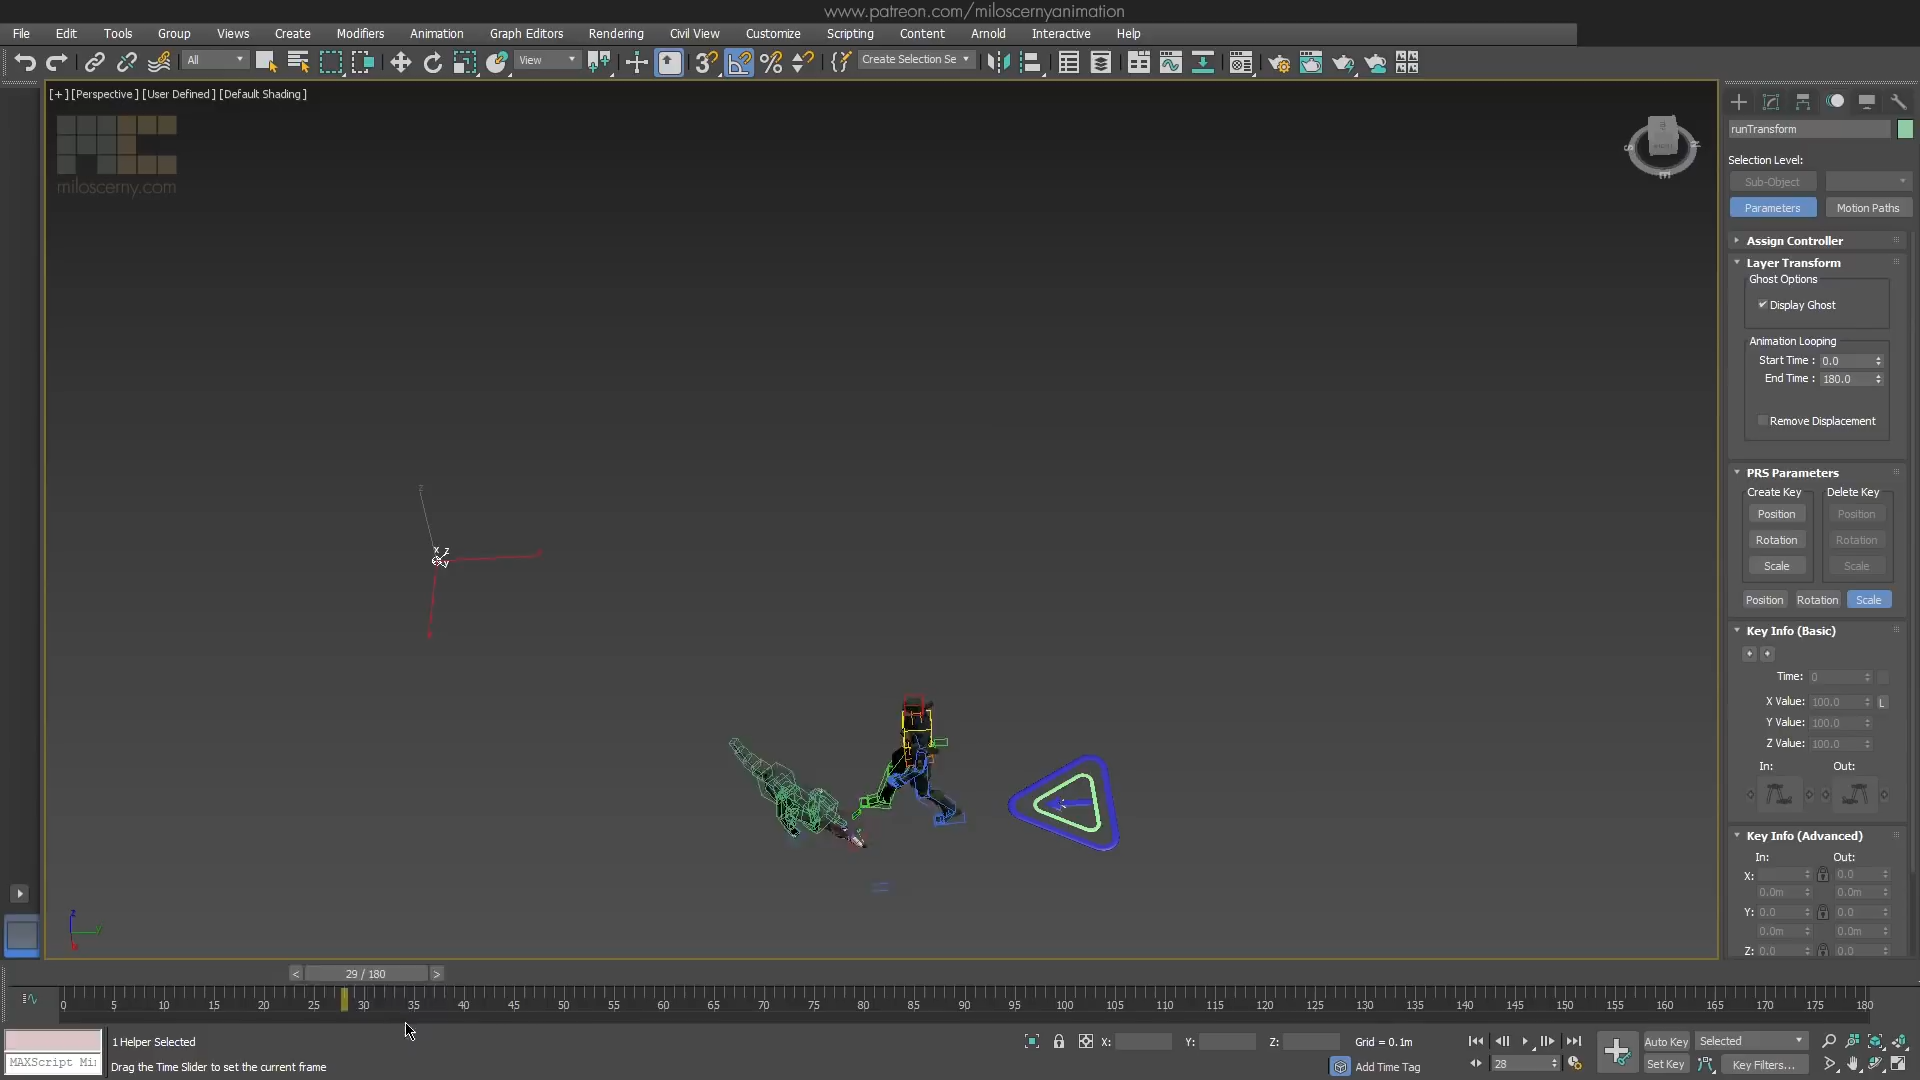 www.patreon.com/miloscernyanimation
File Edit Tools Group Views Create Modifiers Animation Graph Editors Rendering Civil View Customize Scripting Content Arnold Interactive Help
All View Create Selection Se
[+] [Perspective] [User Defined] [Default Shading]
miloscerny.com
runTransform
Selection Level:
Sub-Object
Parameters Motion Paths
Assign Controller
Layer Transform
Ghost Options
Display Ghost
Animation Looping
Start Time : 0.0
End Time : 180.0
Remove Displacement
PRS Parameters
Create Key Delete Key
Position Position
Rotation Rotation
Scale Scale
Position Rotation Scale
Key Info (Basic)
Time: 0
X Value: 100.0 L
Y Value: 100.0
Z Value: 100.0
In: Out:
Key Info (Advanced)
In: Out:
X: 0.0
0.0m 0.0m
Y: 0.0 0.0
0.0m 0.0m
Z: 0.0 0.0
z
x z
y
z
y
< 29 / 180 >
0 5 10 15 20 25 30 35 40 45 50 55 60 65 70 75 80 85 90 95 100 105 110 115 120 125 130 135 140 145 150 155 160 165 170 175 180
1 Helper Selected X: Y: Z: Grid = 0.1m Auto Key Selected
MAXScript Mi Drag the Time Slider to set the current frame Add Time Tag 28 Set Key Key Filters...